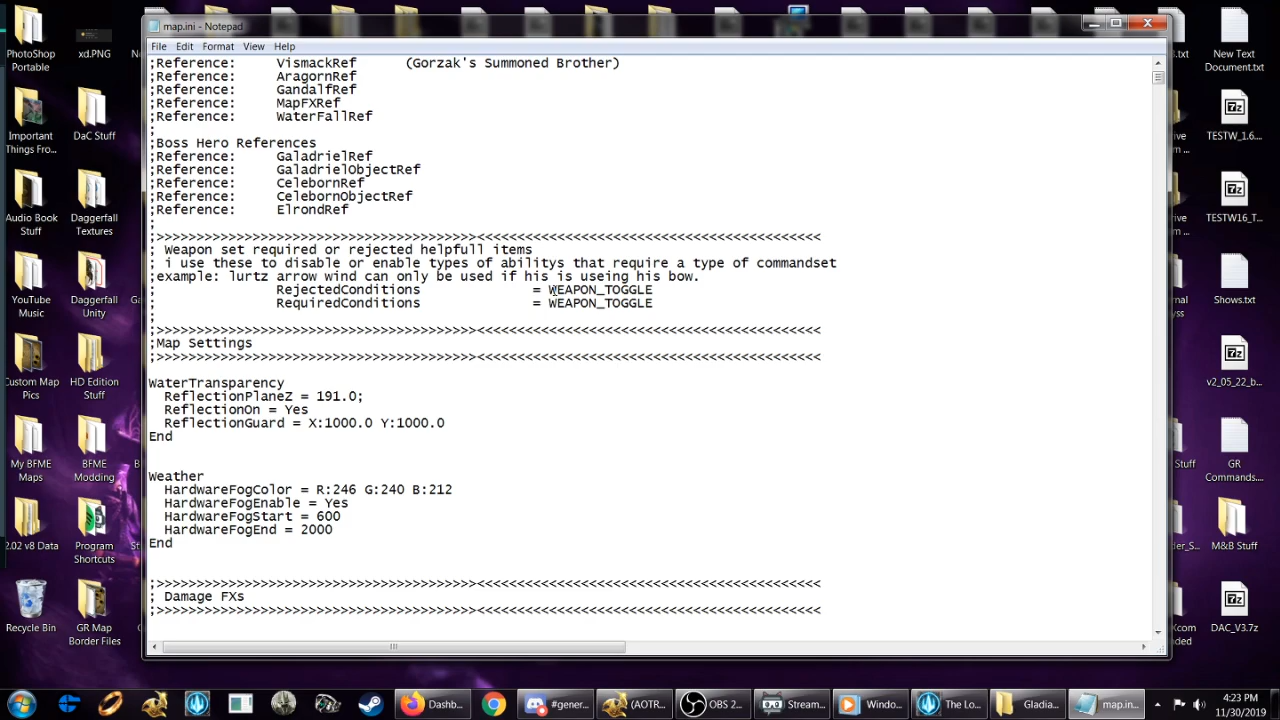 map.ini - Notepad
File Edit Format View Help
;Reference: VismackRef (Gorzak's Summoned Brother)
;Reference: AragornRef
;Reference: GandalfRef
;Reference: MapFXRef
;Reference: WaterFallRef
;
;Boss Hero References
;Reference: GaladrielRef
;Reference: GaladrielObjectRef
;Reference: CelebornRef
;Reference: CelebornObjectRef
;Reference: ElrondRef
;
;>>>>>>>>>>>>>>>>>>>>>>>>>>>>>>>>>>>>>>>><<<<<<<<<<<<<<<<<<<<<<<<<<<<<<<<<<<<<<<<<<<
; Weapon set required or rejected helpfull items
; i use these to disable or enable types of abilitys that require a type of commandset
;example: lurtz arrow wind can only be used if his is useing his bow.
; RejectedConditions = WEAPON_TOGGLE
; RequiredConditions = WEAPON_TOGGLE
;
;>>>>>>>>>>>>>>>>>>>>>>>>>>>>>>>>>>>>>>>><<<<<<<<<<<<<<<<<<<<<<<<<<<<<<<<<<<<<<<<<<<
;Map Settings
;>>>>>>>>>>>>>>>>>>>>>>>>>>>>>>>>>>>>>>>><<<<<<<<<<<<<<<<<<<<<<<<<<<<<<<<<<<<<<<<<<<
WaterTransparency
ReflectionPlaneZ = 191.0;
ReflectionOn = Yes
ReflectionGuard = X:1000.0 Y:1000.0
End
Weather
HardwareFogColor = R:246 G:240 B:212
HardwareFogEnable = Yes
HardwareFogStart = 600
HardwareFogEnd = 2000
End
;>>>>>>>>>>>>>>>>>>>>>>>>>>>>>>>>>>>>>>>><<<<<<<<<<<<<<<<<<<<<<<<<<<<<<<<<<<<<<<<<<<
; Damage FXs
;>>>>>>>>>>>>>>>>>>>>>>>>>>>>>>>>>>>>>>>><<<<<<<<<<<<<<<<<<<<<<<<<<<<<<<<<<<<<<<<<<<
PhotoShop
Portable
xd.PNG
Important
Things Fro...
DaC Stuff
Audio Book
Stuff
Daggerfall
Textures
YouTube
Music
Daggerfall
Unity
Custom Map
Pics
HD Edition
Stuff
My BFME
Maps
BFME
Modding
2.02 v8 Data
Program
Shortcuts
Recycle Bin
GR Map
Border Files
.txt
New Text
Document.txt
TESTW_1.6...
TESTW16_T...
Shows.txt
v2_05_22_b...
Stuff
GR
Commands....
M&B Stuff
DAC_V3.7z
Dashb...
#gener...
(AOTR...
OBS 2...
Stream...
Windo...
The Lo...
Gladia...
map.in...
4:23 PM
11/30/2019